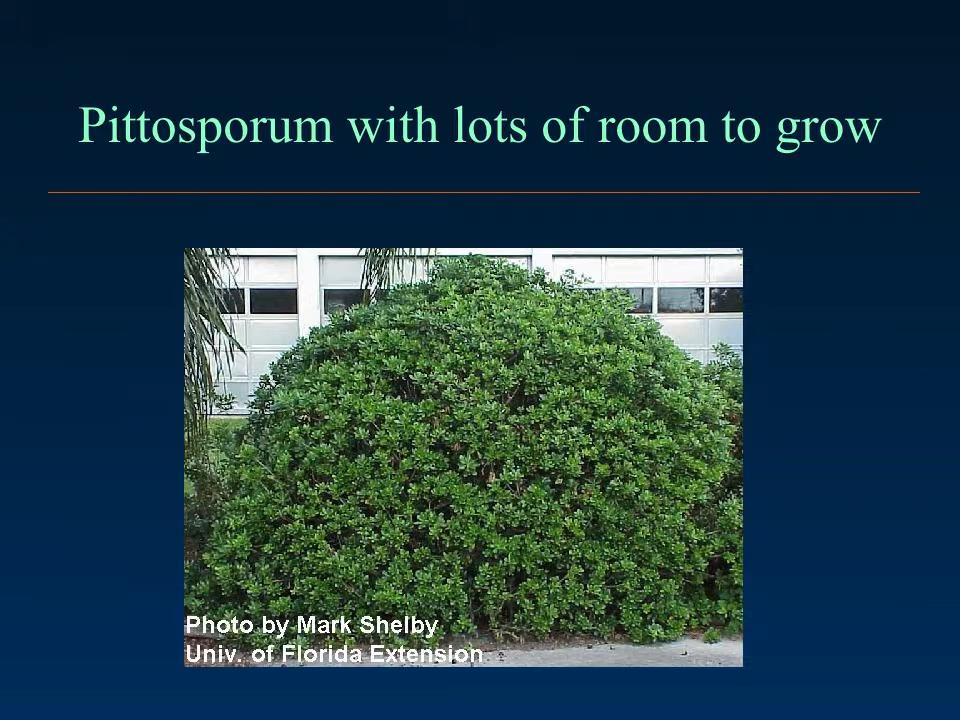 Pittosporum with lots of room to grow
Photo by Mark Shelby
Univ. of Florida Extension